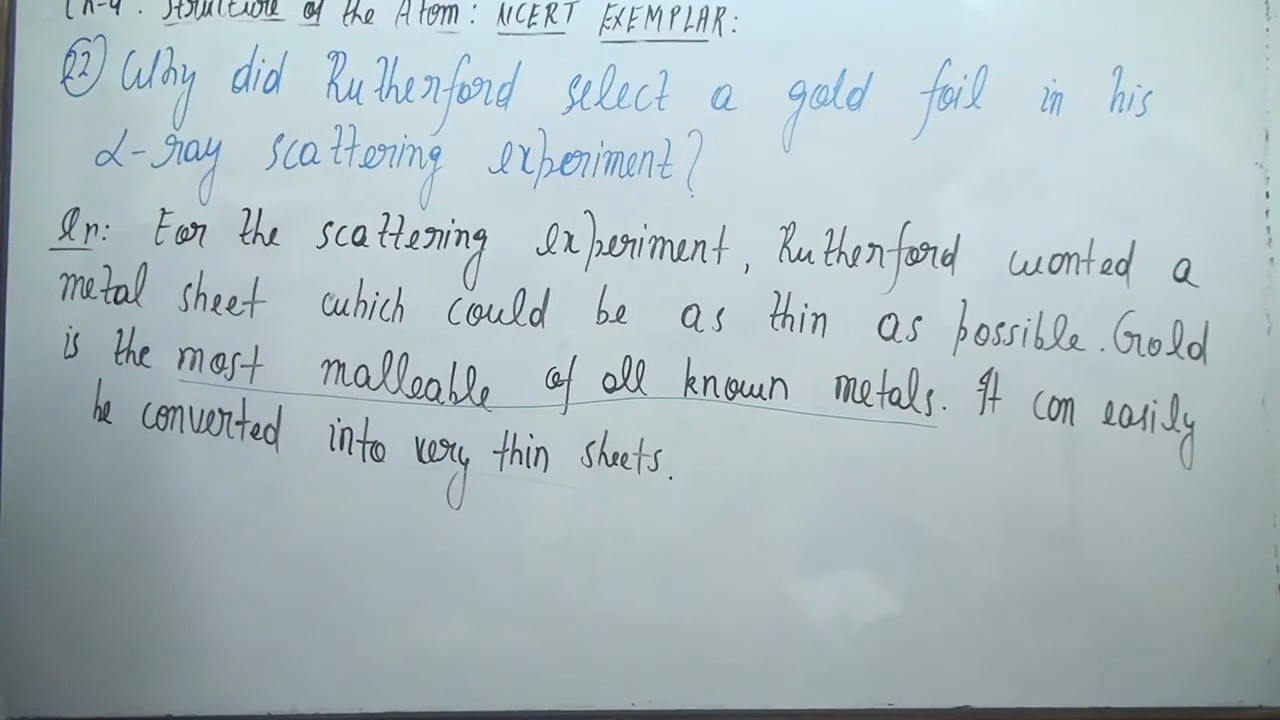 Ch-4: Structure of the Atom: NCERT EXEMPLAR:
22 Why did Rutherford select a gold foil in his
α-ray scattering experiment?
For the scattering experiment, Rutherford wanted a
metal sheet which could be as thin as possible. Gold
is the most malleable of all known metals. It can easily
be converted into very thin sheets.